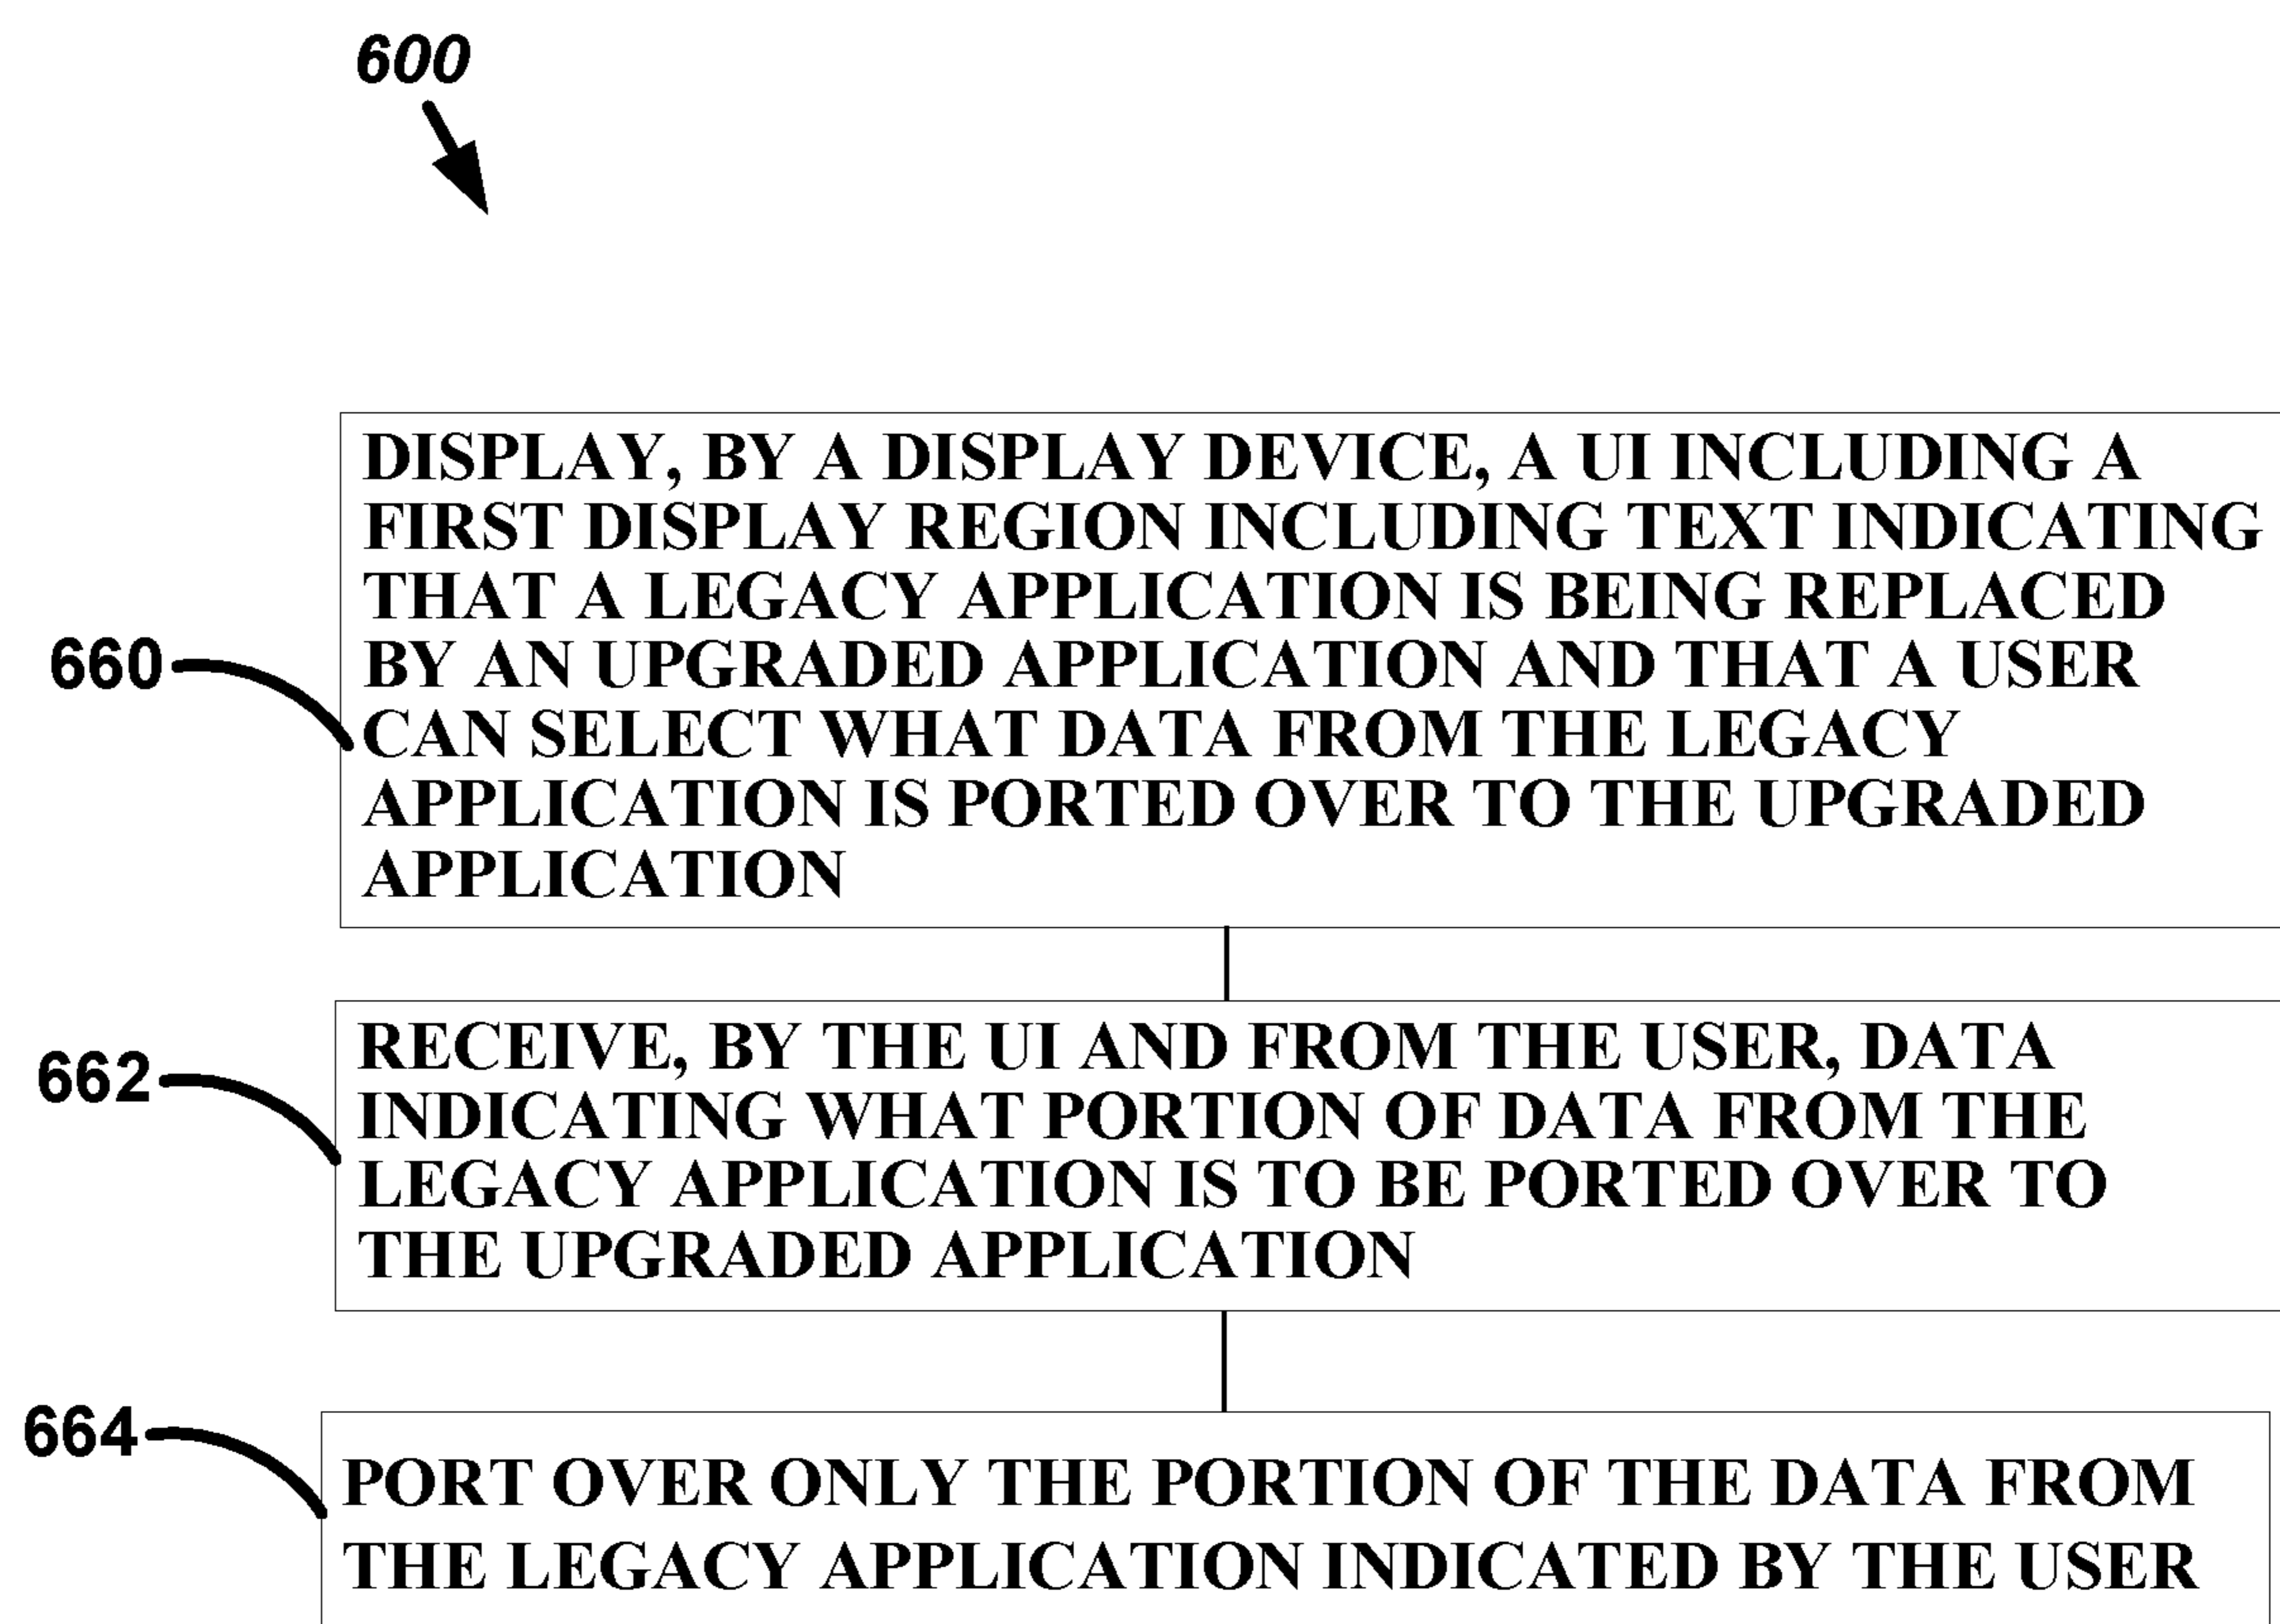 600
DISPLAY, BY A DISPLAY DEVICE, A UI INCLUDING A
FIRST DISPLAY REGION INCLUDING TEXT INDICATING
THAT A LEGACY APPLICATION IS BEING REPLACED
BY AN UPGRADED APPLICATION AND THAT A USER
CAN SELECT WHAT DATA FROM THE LEGACY
APPLICATION IS PORTED OVER TO THE UPGRADED
APPLICATION
660
RECEIVE, BY THE UI AND FROM THE USER, DATA
INDICATING WHAT PORTION OF DATA FROM THE
LEGACY APPLICATION IS TO BE PORTED OVER TO
THE UPGRADED APPLICATION
662
PORT OVER ONLY THE PORTION OF THE DATA FROM
THE LEGACY APPLICATION INDICATED BY THE USER
664